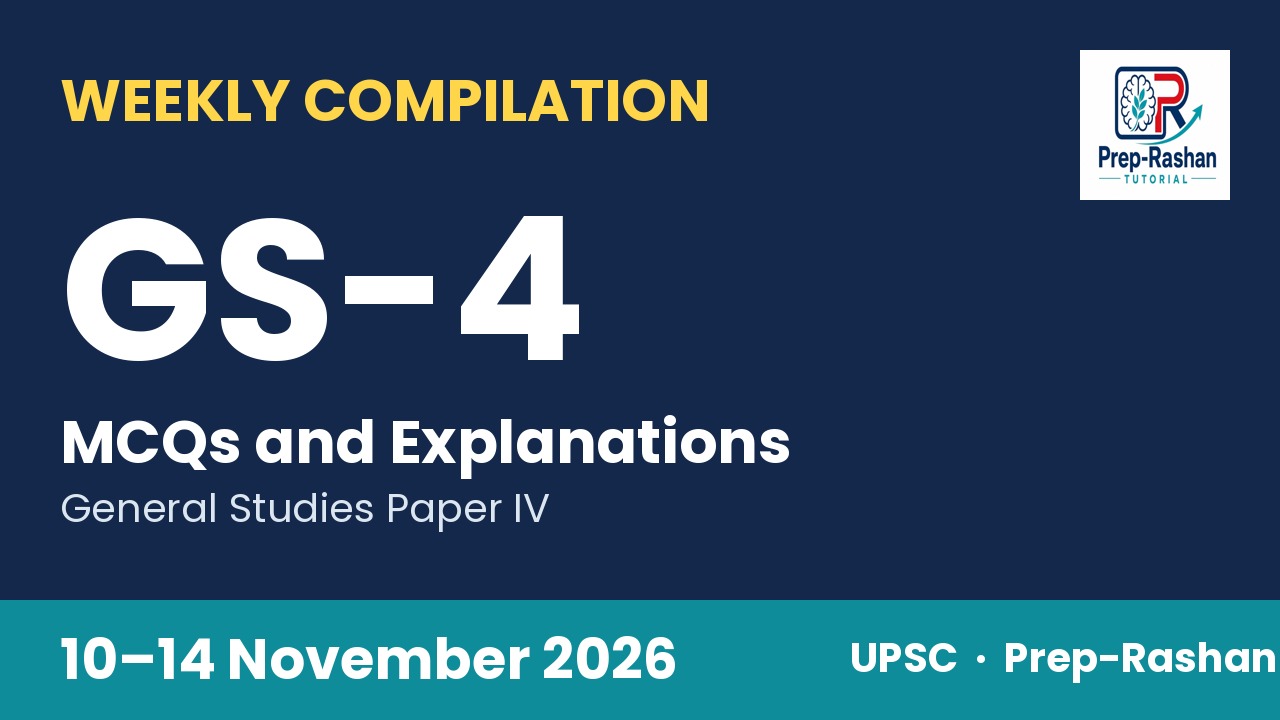 WEEKLY COMPILATION
PR
Prep-Rashan
TUTORIAL
GS-4
MCQs and Explanations
General Studies Paper IV
10–14 November 2026
UPSC · Prep-Rashan